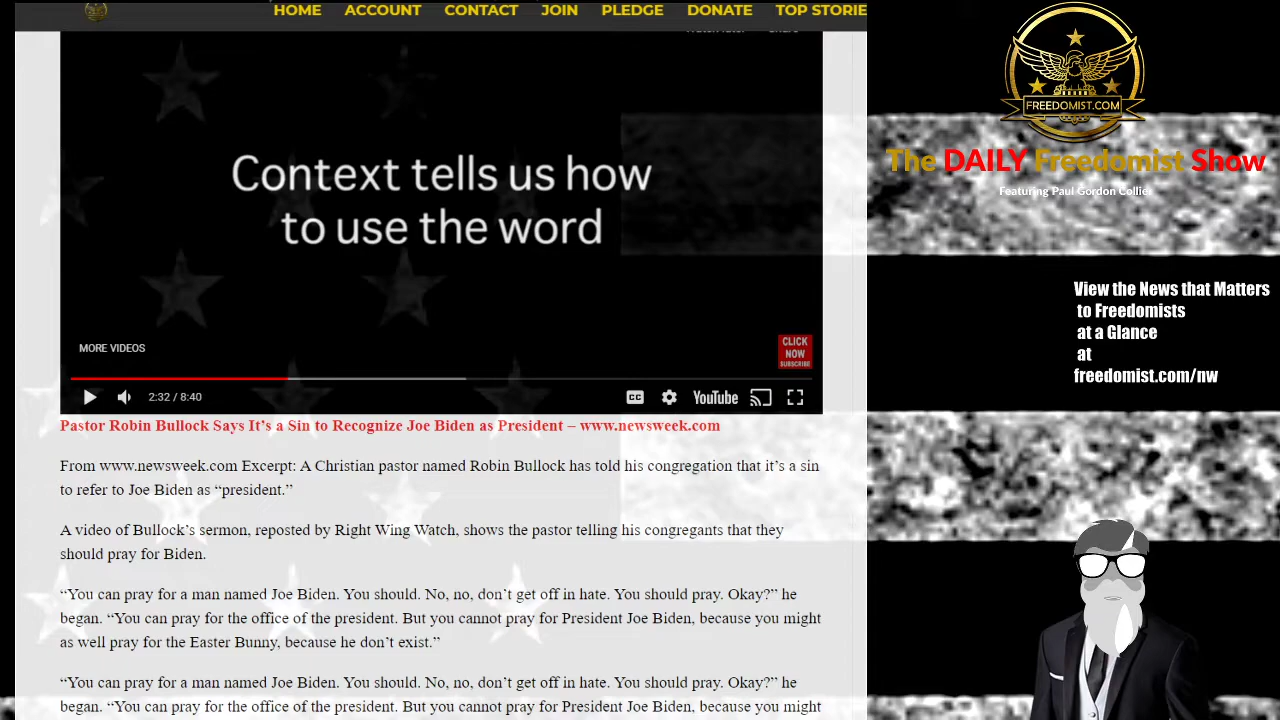 HOME ACCOUNT CONTACT JOIN PLEDGE DONATE TOP STORIE
Context tells us how
to use the word
MORE VIDEOS
CLICK
NOW
SUBSCRIBE
2:32 / 8:40
CC
YouTube
Pastor Robin Bullock Says It’s a Sin to Recognize Joe Biden as President – www.newsweek.com
From www.newsweek.com Excerpt: A Christian pastor named Robin Bullock has told his congregation that it’s a sin
to refer to Joe Biden as “president.”
A video of Bullock’s sermon, reposted by Right Wing Watch, shows the pastor telling his congregants that they
should pray for Biden.
“You can pray for a man named Joe Biden. You should. No, no, don’t get off in hate. You should pray. Okay?” he
began. “You can pray for the office of the president. But you cannot pray for President Joe Biden, because you might
as well pray for the Easter Bunny, because he don’t exist.”
“You can pray for a man named Joe Biden. You should. No, no, don’t get off in hate. You should pray. Okay?” he
began. “You can pray for the office of the president. But you cannot pray for President Joe Biden, because you might
FREEDOMIST.COM
The DAILY Freedomist Show
Featuring Paul Gordon Collie
View the News that Matters
to Freedomists
at a Glance
at
freedomist.com/nw